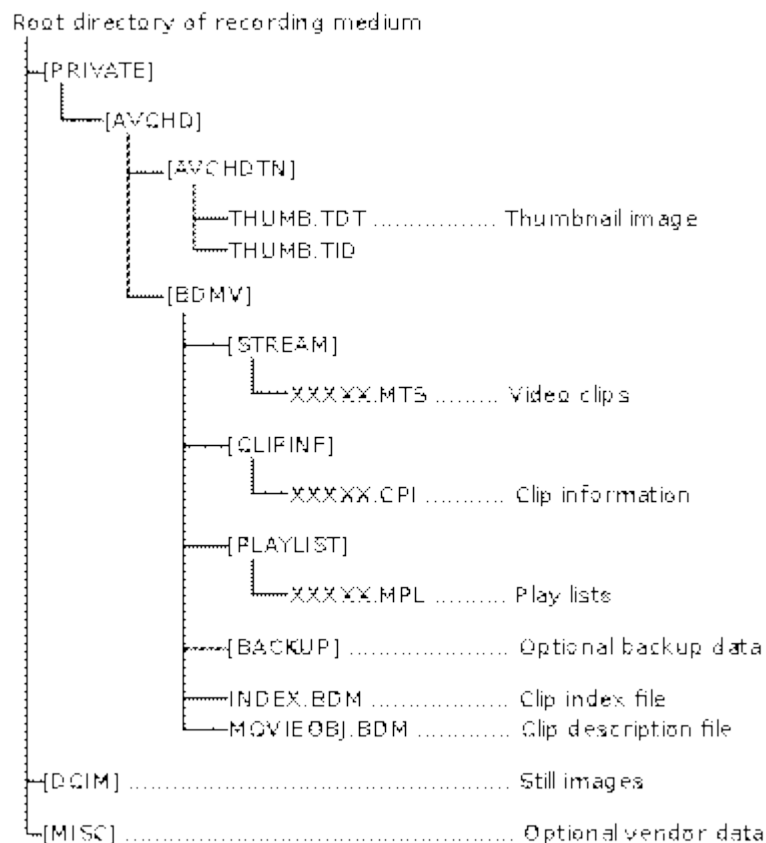 Root directory of recording medium
[PRIVATE]
[AVCHD]
[AVCHDTN]
THUMB.TDT ................. Thumbnail image
THUMB.TID
[BDMV]
[STREAM]
XXXXX.MTS ......... Video clips
[CLIPINF]
XXXXX.CPI ........... Clip information
[PLAYLIST]
XXXXX.MPL ........... Play lists
[BACKUP] ...................... Optional backup data
INDEX.BDM .................... Clip index file
MOVIEOBJ.BDM ............. Clip description file
[DCIM] ..................................................... Still images
[MISC] ...................................................... Optional vendor data